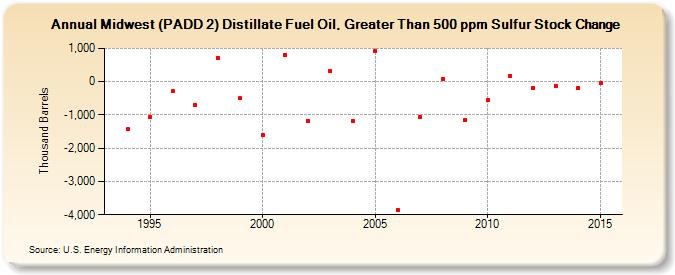 Annual Midwest (PADD 2) Distillate Fuel Oil, Greater Than 500 ppm Sulfur Stock Change
Thousand Barrels
1,000
0
-1,000
-2,000
-3,000
-4,000
1995 2000 2005 2010 2015
Source: U.S. Energy Information Administration